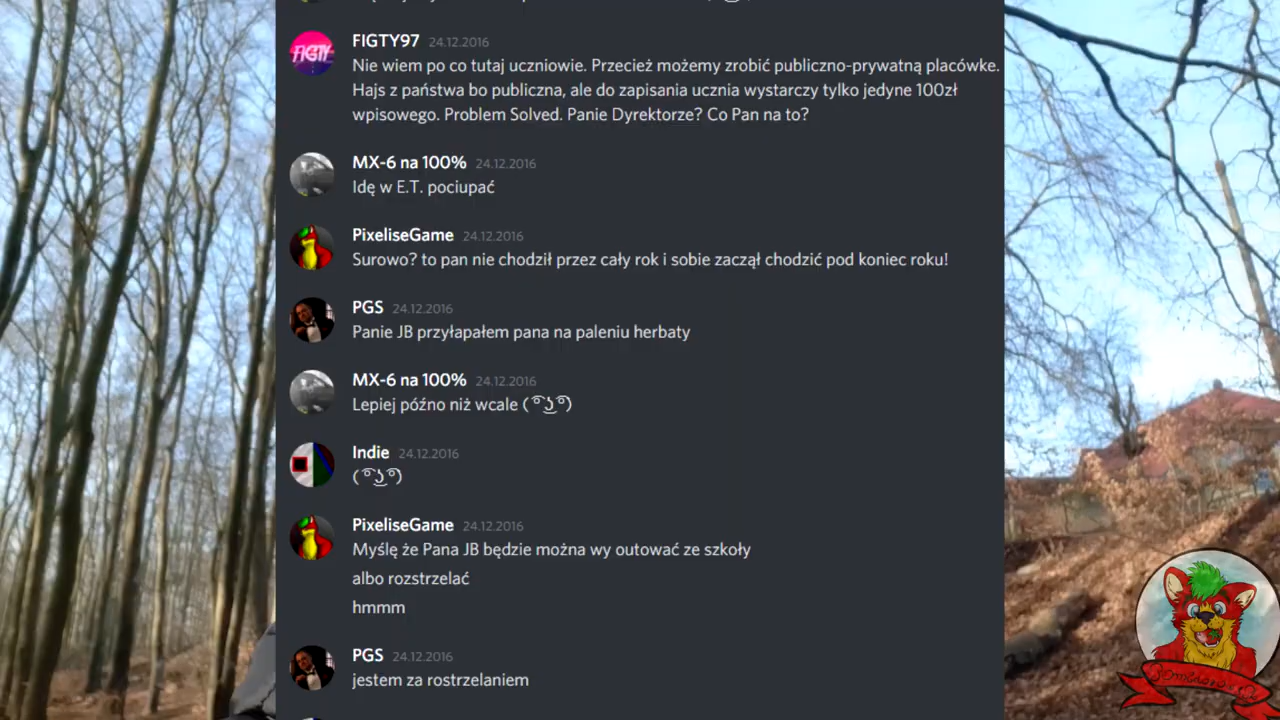 FIGTY97 24.12.2016
Nie wiem po co tutaj uczniowie. Przecież możemy zrobić publiczno-prywatną placówke.
Hajs z państwa bo publiczna, ale do zapisania ucznia wystarczy tylko jedyne 100zł
wpisowego. Problem Solved. Panie Dyrektorze? Co Pan na to?
FIGTY
MX-6 na 100% 24.12.2016
Idę w E.T. pociupać
PixeliseGame 24.12.2016
Surowo? to pan nie chodził przez cały rok i sobie zaczął chodzić pod koniec roku!
PGS 24.12.2016
Panie JB przyłapałem pana na paleniu herbaty
MX-6 na 100% 24.12.2016
Lepiej późno niż wcale ( ͡° ͜ʖ ͡°)
Indie 24.12.2016
( ͡° ͜ʖ ͡°)
PixeliseGame 24.12.2016
Myślę że Pana JB będzie można wy outować ze szkoły
albo rozstrzelać
hmmm
PGS 24.12.2016
jestem za rostrzelaniem